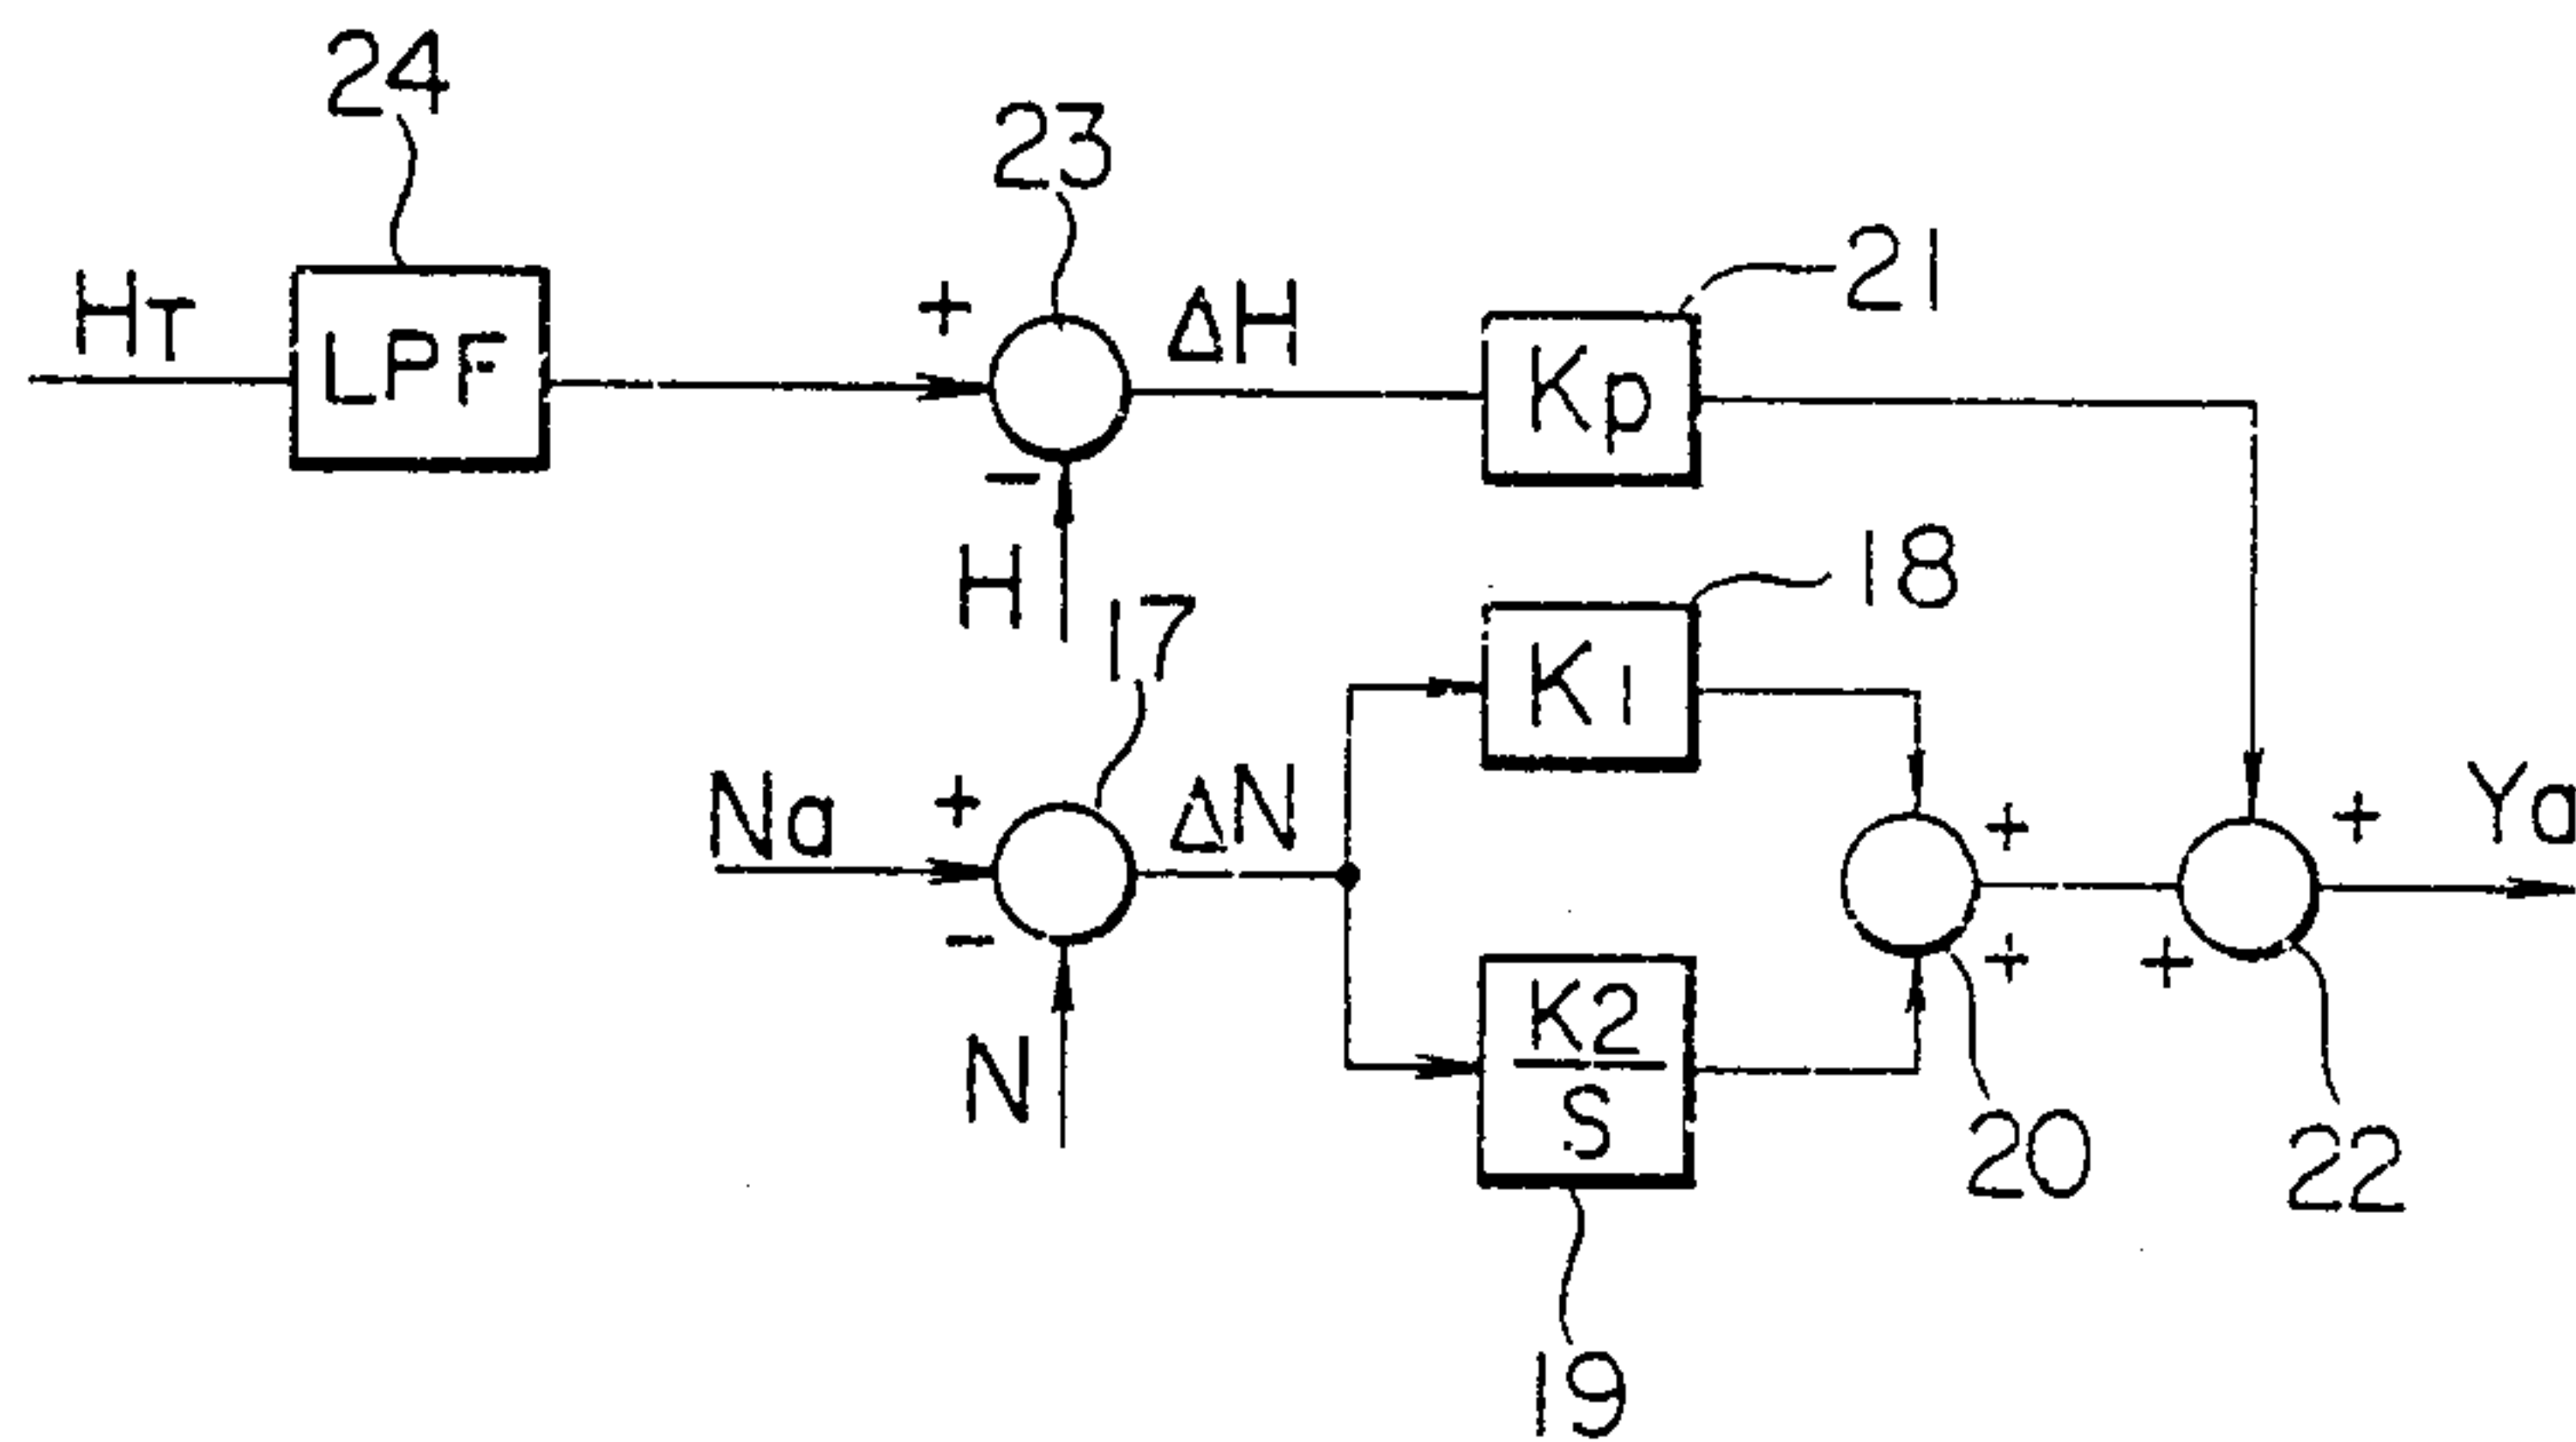 24
23
HT
LPF
+
ΔH
21
Kp
−
H
17
18
K1
Na
+
ΔN
−
N
K2
S
19
+
+
20
+
+
22
Ya